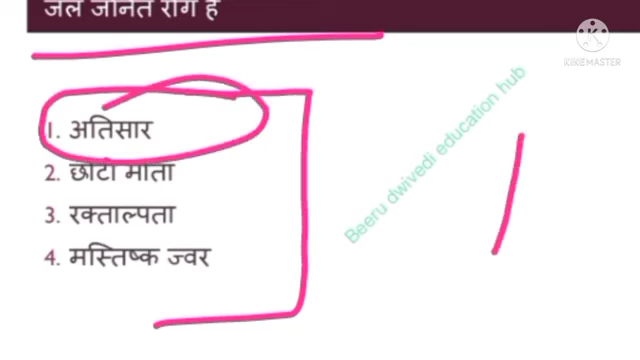 जल जनित रोग है
1. अतिसार
2. छोटी माता
3. रक्ताल्पता
4. मस्तिष्क ज्वर
Beeru dwivedi education hub
KINEMASTER